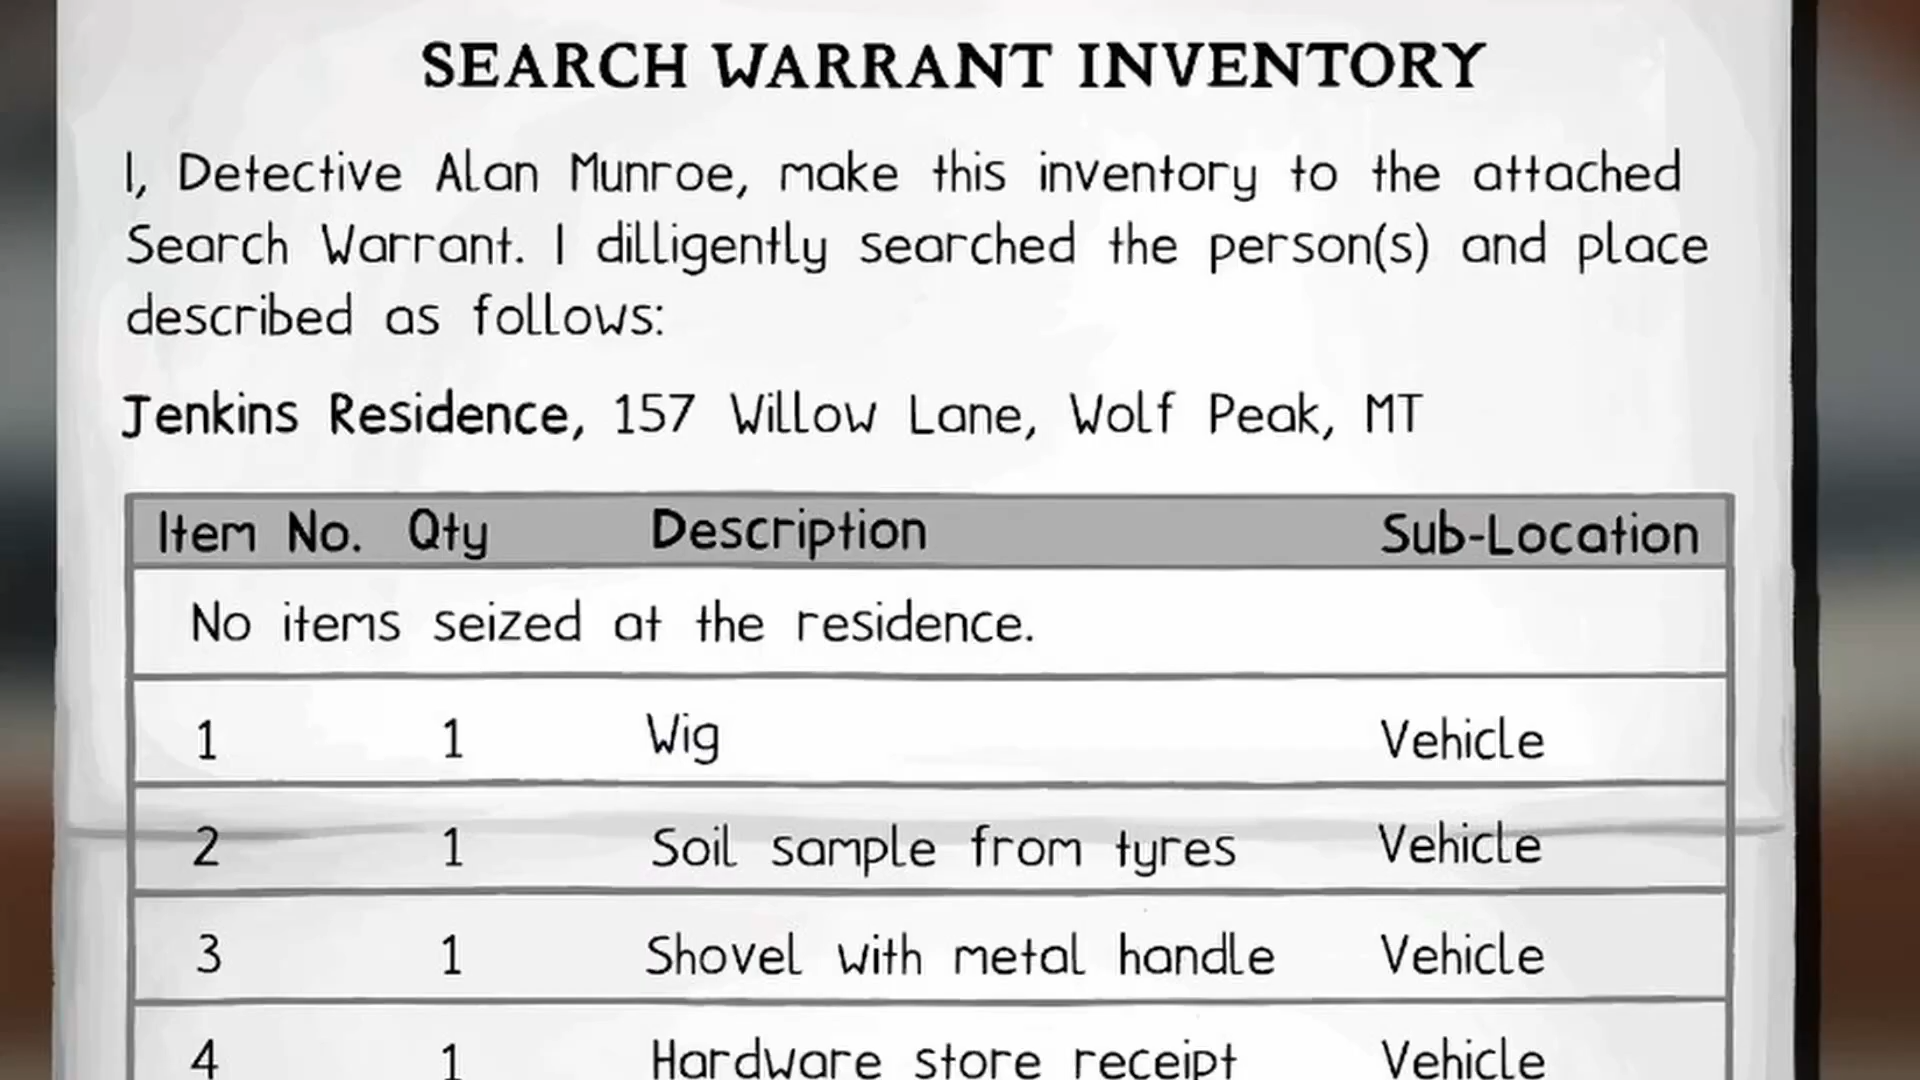 SEARCH WARRANT INVENTORY
I, Detective Alan Munroe, make this inventory to the attached
Search Warrant. I dilligently searched the person(s) and place
described as follows:
Jenkins Residence, 157 Willow Lane, Wolf Peak, MT
Item No. Qty Description Sub-Location
No items seized at the residence.
1 1 Wig Vehicle
2 1 Soil sample from tyres Vehicle
3 1 Shovel with metal handle Vehicle
4 1 Hardware store receipt Vehicle